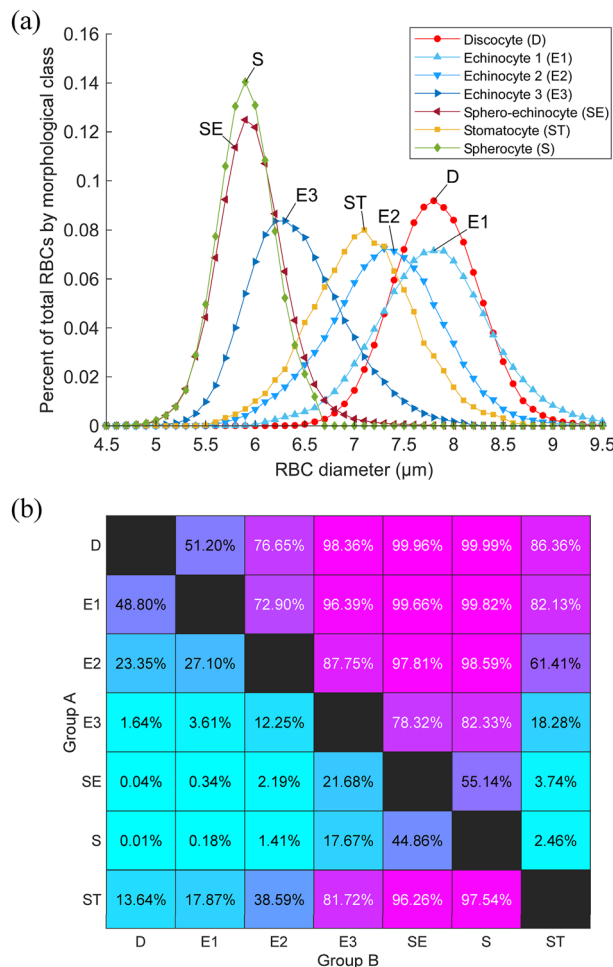 (a)
0.16
0.14
0.12
0.1
0.08
0.06
0.04
0.02
0
Percent of total RBCs by morphological class
4.5 5 5.5 6 6.5 7 7.5 8 8.5 9 9.5
RBC diameter (µm)
Discocyte (D)
Echinocyte 1 (E1)
Echinocyte 2 (E2)
Echinocyte 3 (E3)
Sphero-echinocyte (SE)
Stomatocyte (ST)
Spherocyte (S)
S
SE
E3
ST
E2
D
E1
(b)
D 51.20% 76.65% 98.36% 99.96% 99.99% 86.36%
E1 48.80% 72.90% 96.39% 99.66% 99.82% 82.13%
E2 23.35% 27.10% 87.75% 97.81% 98.59% 61.41%
E3 1.64% 3.61% 12.25% 78.32% 82.33% 18.28%
SE 0.04% 0.34% 2.19% 21.68% 55.14% 3.74%
S 0.01% 0.18% 1.41% 17.67% 44.86% 2.46%
ST 13.64% 17.87% 38.59% 81.72% 96.26% 97.54%
Group A
D E1 E2 E3 SE S ST
Group B